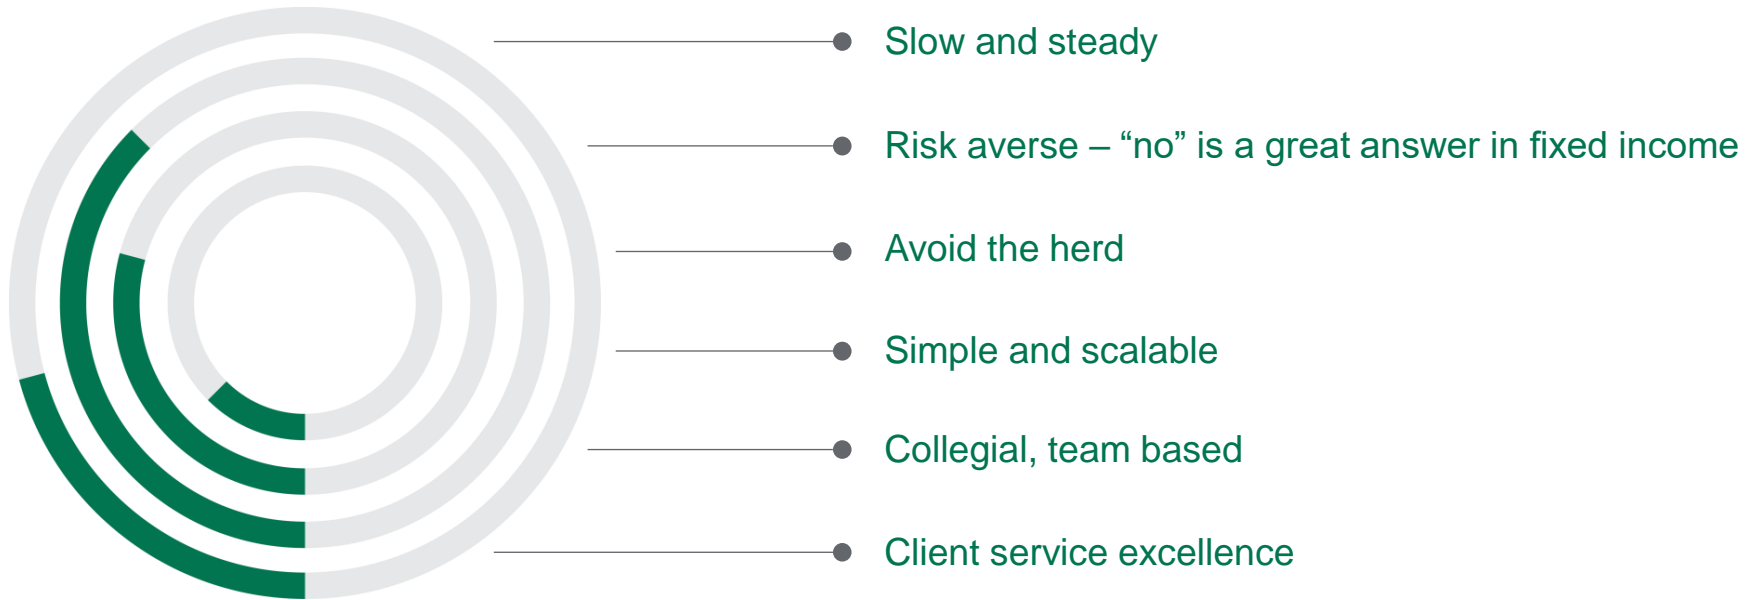 Slow and steady
Risk averse – “no” is a great answer in fixed income
Avoid the herd
Simple and scalable
Collegial, team based
Client service excellence